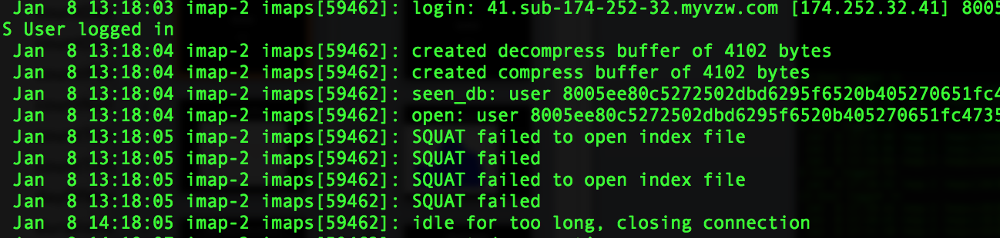 Jan  8 13:18:03 imap-2 imaps[59462]: login: 41.sub-174-252-32.myvzw.com [174.252.32.41] 8005
S User logged in
Jan  8 13:18:04 imap-2 imaps[59462]: created decompress buffer of 4102 bytes
Jan  8 13:18:04 imap-2 imaps[59462]: created compress buffer of 4102 bytes
Jan  8 13:18:04 imap-2 imaps[59462]: seen_db: user 8005ee80c5272502dbd6295f6520b405270651fc4
Jan  8 13:18:04 imap-2 imaps[59462]: open: user 8005ee80c5272502dbd6295f6520b405270651fc4735
Jan  8 13:18:05 imap-2 imaps[59462]: SQUAT failed to open index file
Jan  8 13:18:05 imap-2 imaps[59462]: SQUAT failed
Jan  8 13:18:05 imap-2 imaps[59462]: SQUAT failed to open index file
Jan  8 13:18:05 imap-2 imaps[59462]: SQUAT failed
Jan  8 14:18:05 imap-2 imaps[59462]: idle for too long, closing connection